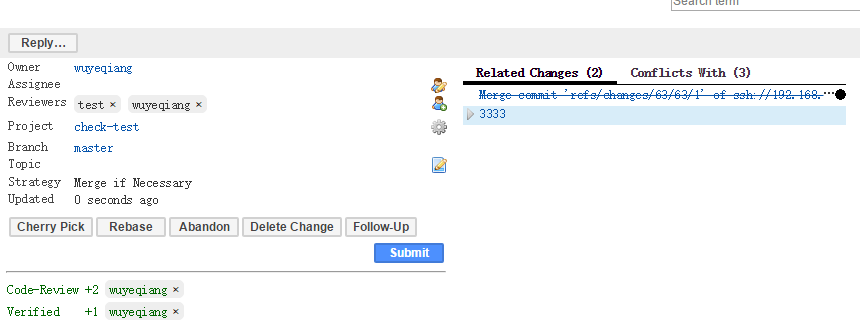 Search term
Reply...
Owner wuyeqiang
Assignee
Reviewers test × wuyeqiang ×
Project check-test
Branch master
Topic
Strategy Merge if Necessary
Updated 0 seconds ago
Cherry Pick Rebase Abandon Delete Change Follow-Up
Submit
Code-Review +2 wuyeqiang ×
Verified +1 wuyeqiang ×
Related Changes (2) Conflicts With (3)
Merge commit 'refs/changes/63/63/1' of ssh://192.168. ...
3333